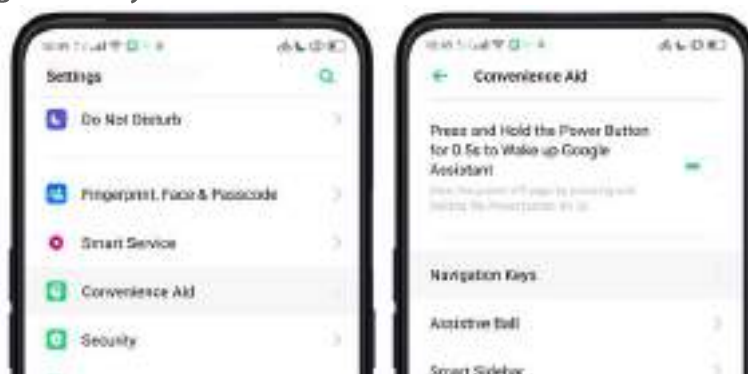 Settings
Do Not Disturb
Fingerprint, Face & Passcode
Smart Service
Convenience Aid
Security
Convenience Aid
Press and Hold the Power Button
for 0.5s to Wake up Google
Assistant
Navigation Keys
Assistive Ball
Smart Sidebar